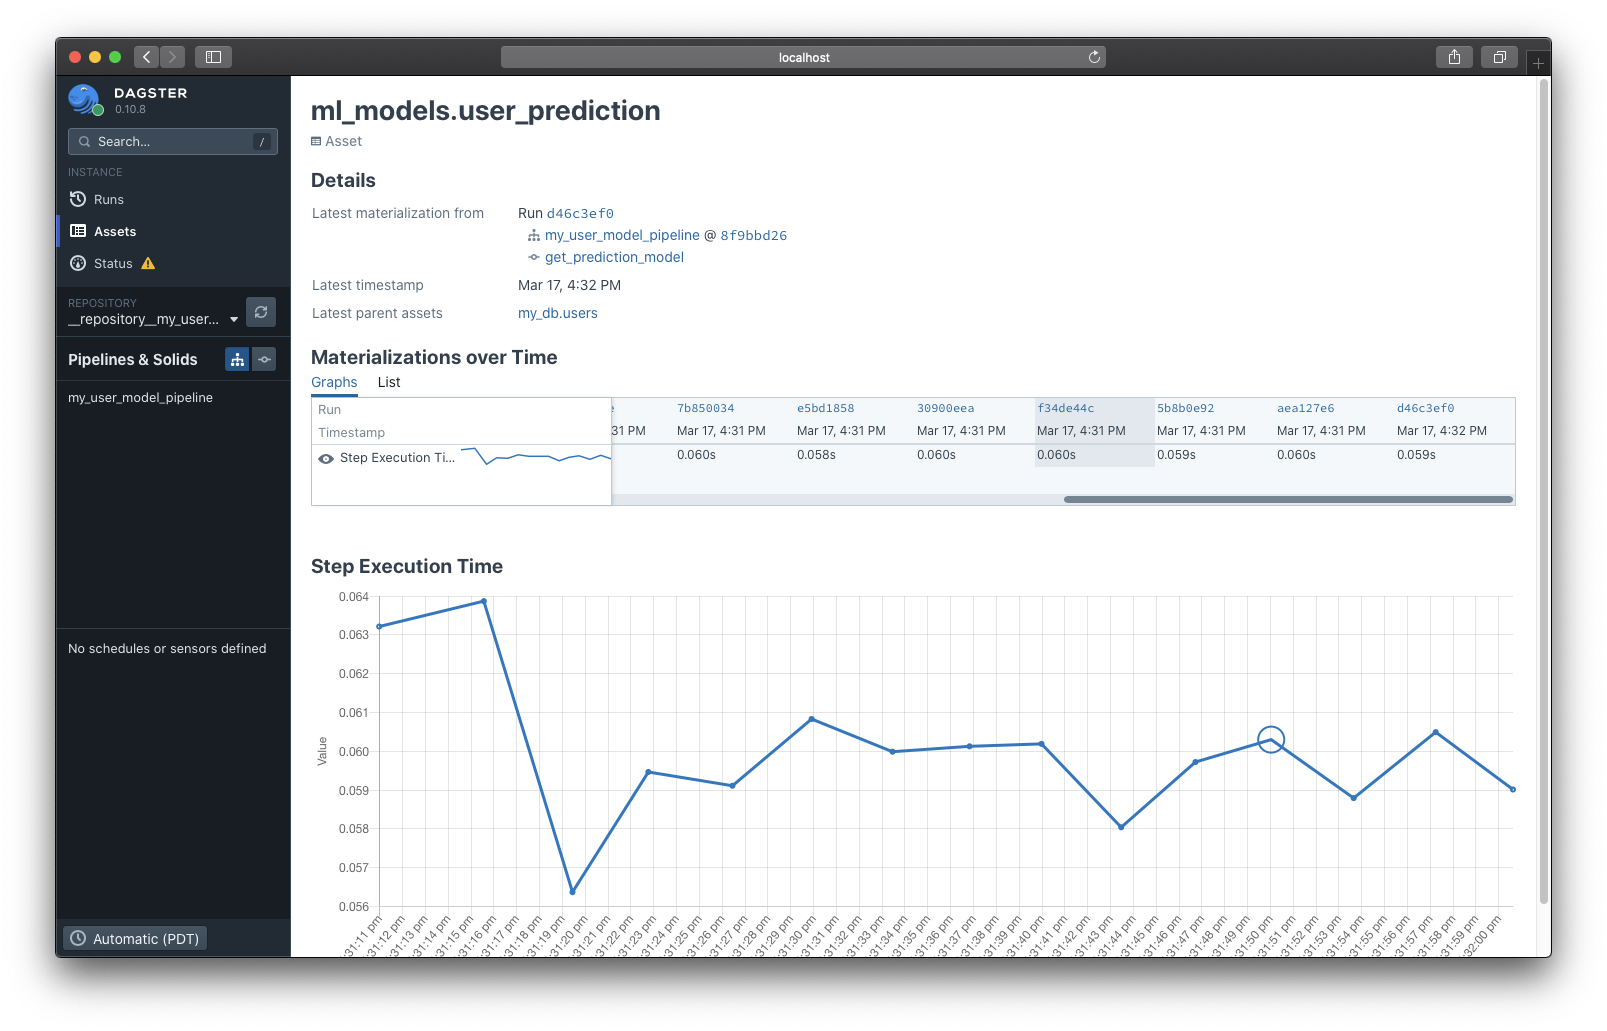 localhost
DAGSTER
0.10.8
Search... /
INSTANCE
Runs
Assets
Status
REPOSITORY
__repository__my_user...
Pipelines & Solids
my_user_model_pipeline
No schedules or sensors defined
Automatic (PDT)
ml_models.user_prediction
Asset
Details
Latest materialization from Run d46c3ef0
my_user_model_pipeline @ 8f9bbd26
get_prediction_model
Latest timestamp Mar 17, 4:32 PM
Latest parent assets my_db.users
Materializations over Time
Graphs List
Run 7b850034 e5bd1858 30900eea f34de44c 5b8b0e92 aea127e6 d46c3ef0
Timestamp 31 PM Mar 17, 4:31 PM Mar 17, 4:31 PM Mar 17, 4:31 PM Mar 17, 4:31 PM Mar 17, 4:31 PM Mar 17, 4:31 PM Mar 17, 4:32 PM
Step Execution Ti... 0.060s 0.058s 0.060s 0.060s 0.059s 0.060s 0.059s
Step Execution Time
0.064
0.063
0.062
0.061
0.060
0.059
0.058
0.057
0.056
Value
:31:11 pm :31:12 pm :31:13 pm :31:14 pm :31:15 pm :31:16 pm :31:17 pm :31:18 pm :31:19 pm :31:20 pm :31:21 pm :31:22 pm :31:23 pm :31:24 pm :31:25 pm :31:26 pm :31:27 pm :31:28 pm :31:29 pm :31:30 pm :31:31 pm :31:32 pm :31:33 pm :31:34 pm :31:35 pm :31:36 pm :31:37 pm :31:38 pm :31:39 pm :31:40 pm :31:41 pm :31:42 pm :31:43 pm :31:44 pm :31:45 pm :31:46 pm :31:47 pm :31:48 pm :31:49 pm :31:50 pm :31:51 pm :31:52 pm :31:53 pm :31:54 pm :31:55 pm :31:56 pm :31:57 pm :31:58 pm :31:59 pm :32:00 pm